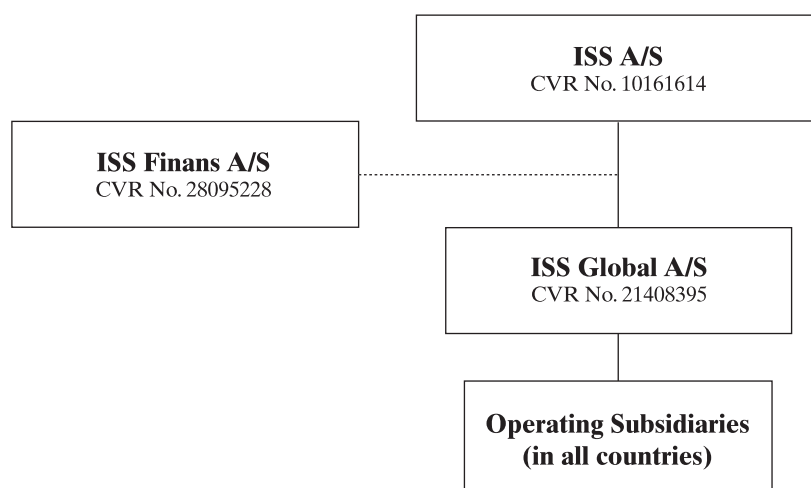 ISS A/S
CVR No. 10161614
ISS Finans A/S
CVR No. 28095228
ISS Global A/S
CVR No. 21408395
Operating Subsidiaries
(in all countries)